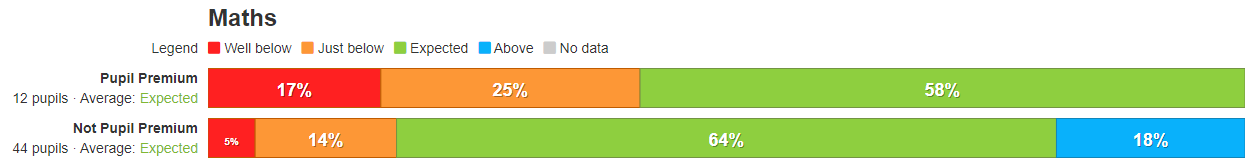 Maths
Legend Well below Just below Expected Above No data
Pupil Premium
12 pupils · Average: Expected
17% 25% 58%
Not Pupil Premium
44 pupils · Average: Expected
5% 14% 64% 18%